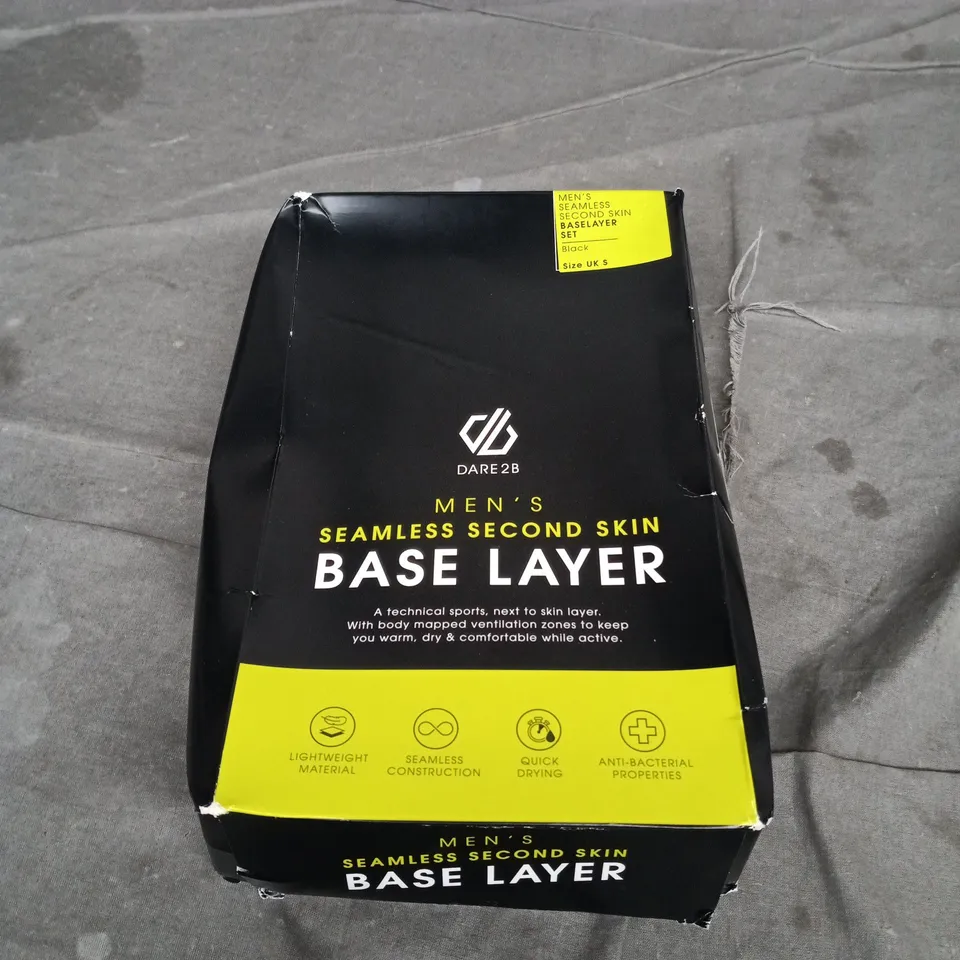 MEN'S
SEAMLESS
SECOND SKIN
BASELAYER
SET
Black
Size UK S
DARE2B
MEN'S
SEAMLESS SECOND SKIN
BASE LAYER
A technical sports, next to skin layer.
With body mapped ventilation zones to keep
you warm, dry & comfortable while active.
LIGHTWEIGHT
MATERIAL
SEAMLESS
CONSTRUCTION
QUICK
DRYING
ANTI-BACTERIAL
PROPERTIES
MEN'S
SEAMLESS SECOND SKIN
BASE LAYER